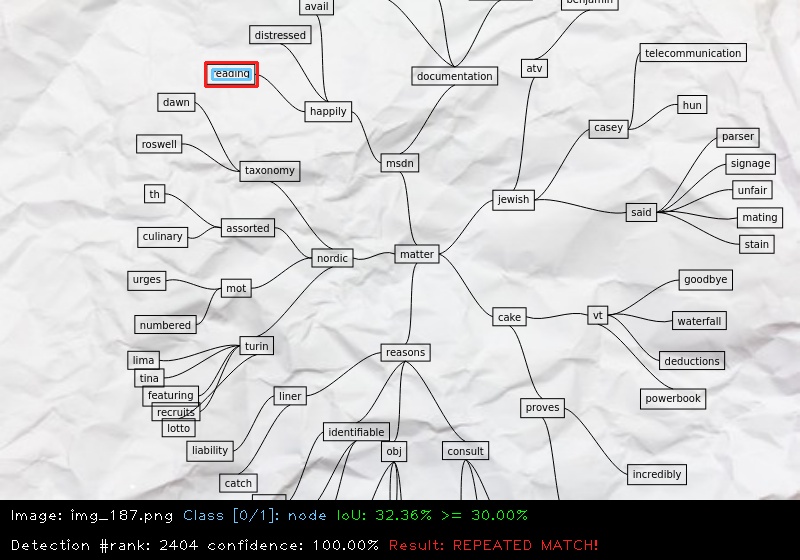 benjamin
avail
distressed
reading
documentation
atv
telecommunication
dawn
happily
casey
hun
roswell
taxonomy
msdn
parser
signage
th
jewish
unfair
said
mating
culinary
assorted
stain
nordic
matter
urges
mot
goodbye
numbered
cake
vt
waterfall
lima
turin
reasons
deductions
tina
featuring
liner
powerbook
recruits
proves
lotto
identifiable
liability
obj
consult
catch
incredibly
Image: img_187.png Class [0/1]: node IoU: 32.36% >= 30.00%
Detection #rank: 2404 confidence: 100.00% Result: REPEATED MATCH!